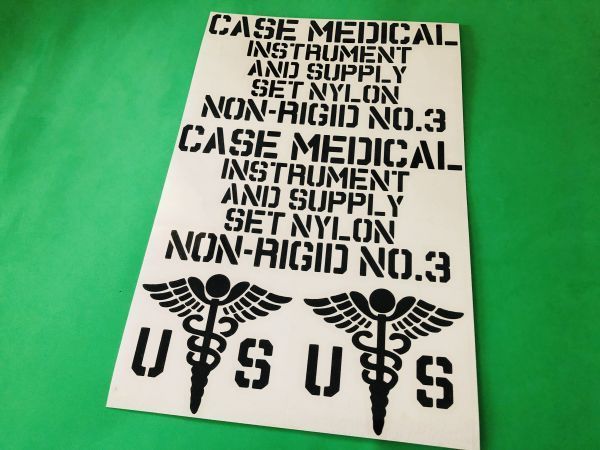 CASE MEDICAL
INSTRUMENT
AND SUPPLY
SET NYLON
NON-RIGID NO.3
CASE MEDICAL
INSTRUMENT
AND SUPPLY
SET NYLON
NON-RIGID NO.3
U S U S